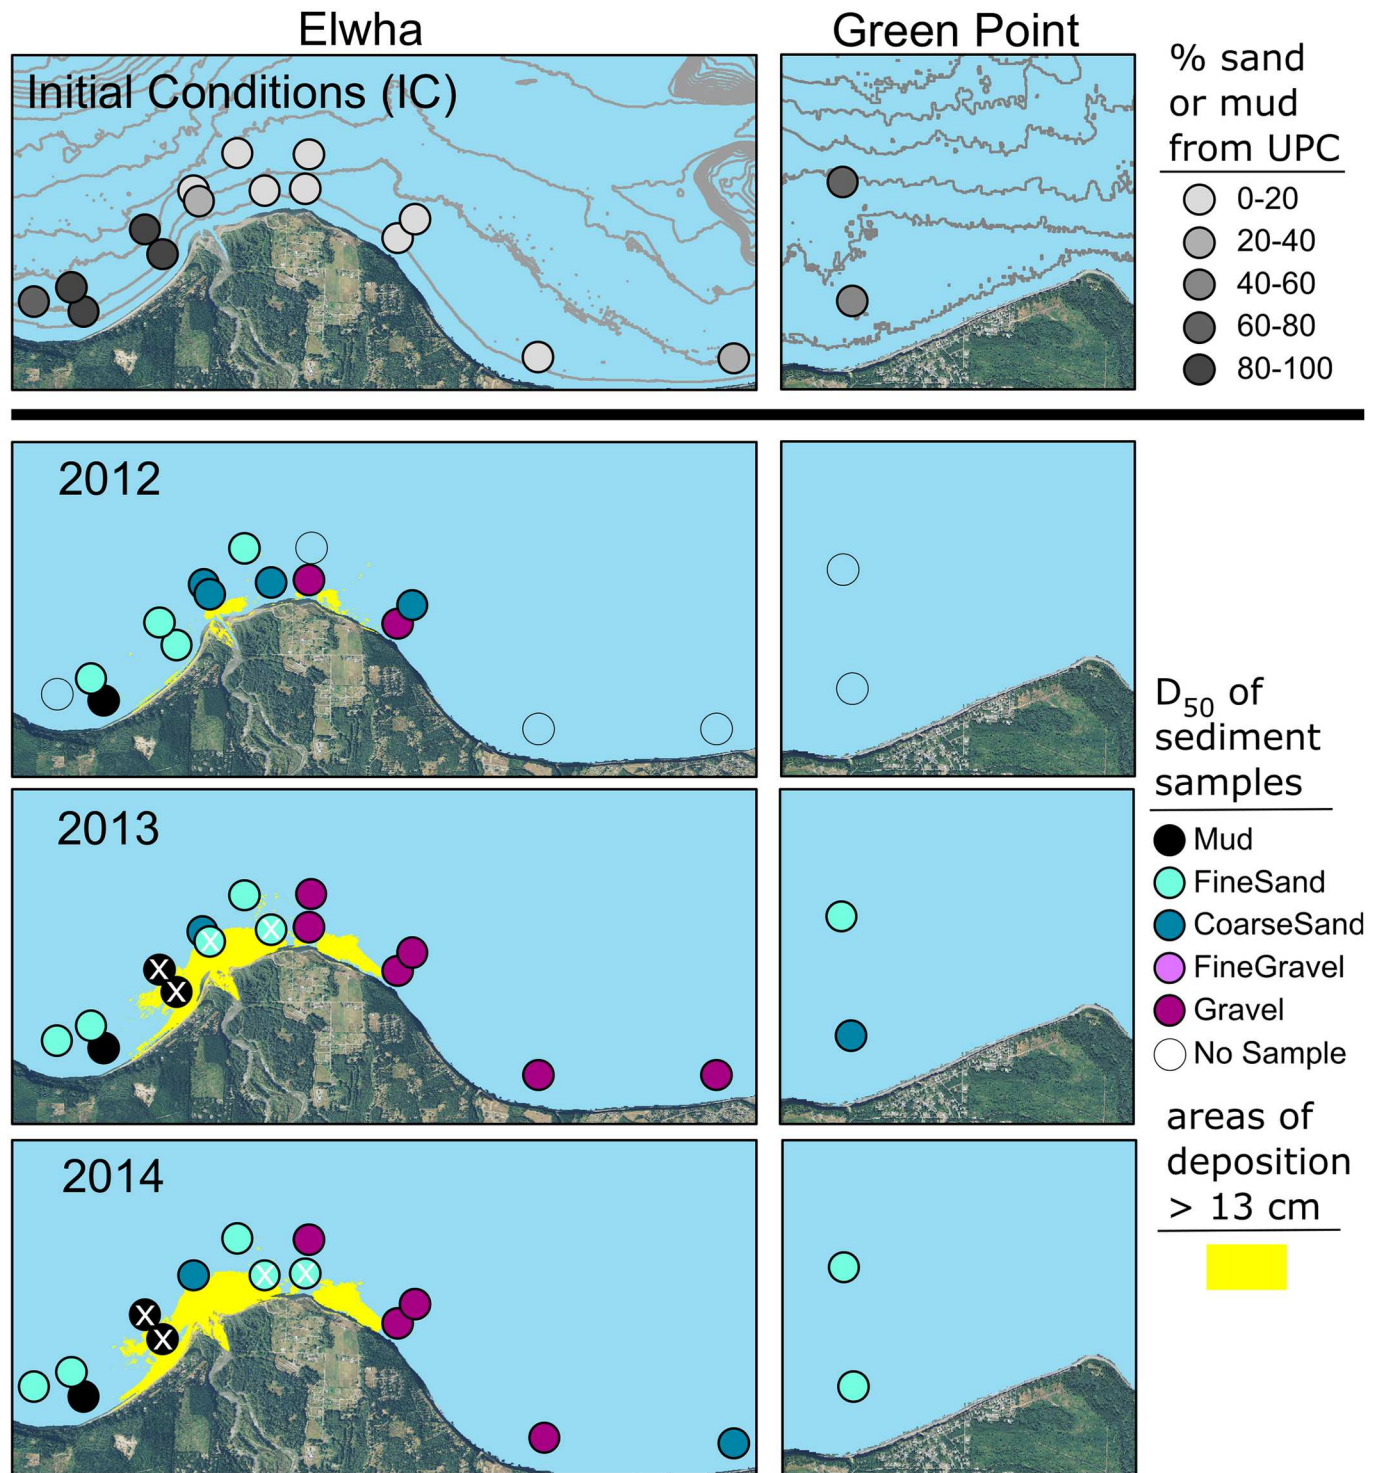 Elwha
Green Point
Initial Conditions (IC)
% sand
or mud
from UPC
0-20
20-40
40-60
60-80
80-100
2012
2013
X
X
X
X
2014
X
X
X
X
D50 of
sediment
samples
Mud
FineSand
CoarseSand
FineGravel
Gravel
No Sample
areas of
deposition
> 13 cm